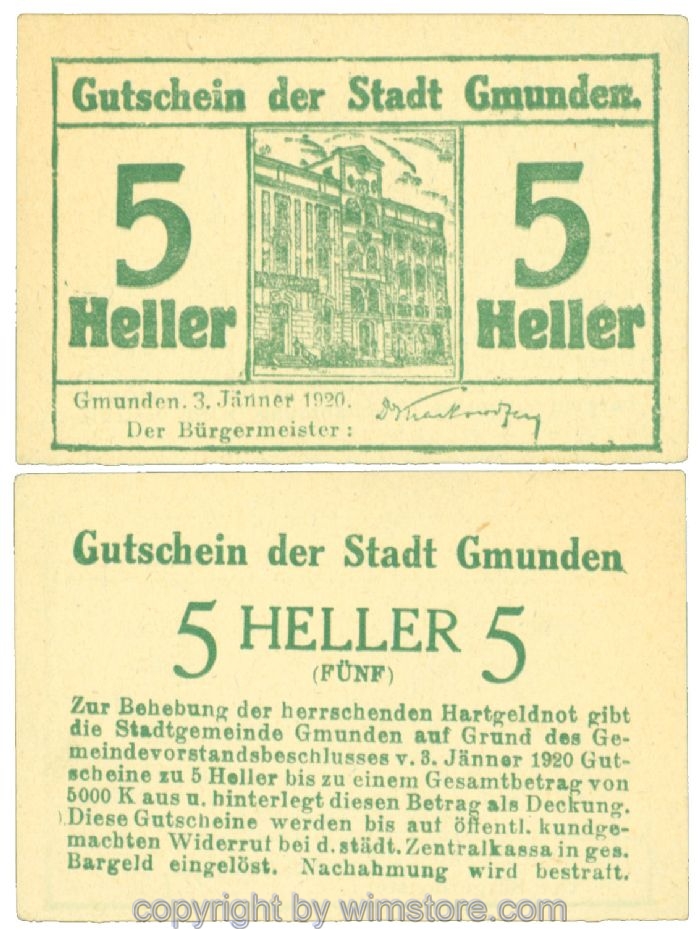 Gutschein der Stadt Gmunden.
5 5
Heller Heller
Gmunden. 3. Jänner 1920.
Der Bürgermeister:
Gutschein der Stadt Gmunden
5 HELLER 5
(FÜNF)
Zur Behebung der herrschenden Hartgeldnot gibt
die Stadtgemeinde Gmunden auf Grund des Ge-
meindevorstandsbeschlusses v. 3. Jänner 1920 Gut-
scheine zu 5 Heller bis zu einem Gesamtbetrag von
5000 K aus u. hinterlegt diesen Betrag als Deckung.
Diese Gutscheine werden bis auf öffentl. kundge-
machten Widerruf bei d. städt. Zentralkassa in ges.
Bargeld eingelöst. Nachahmung wird bestraft.
copyright by wimstore.com